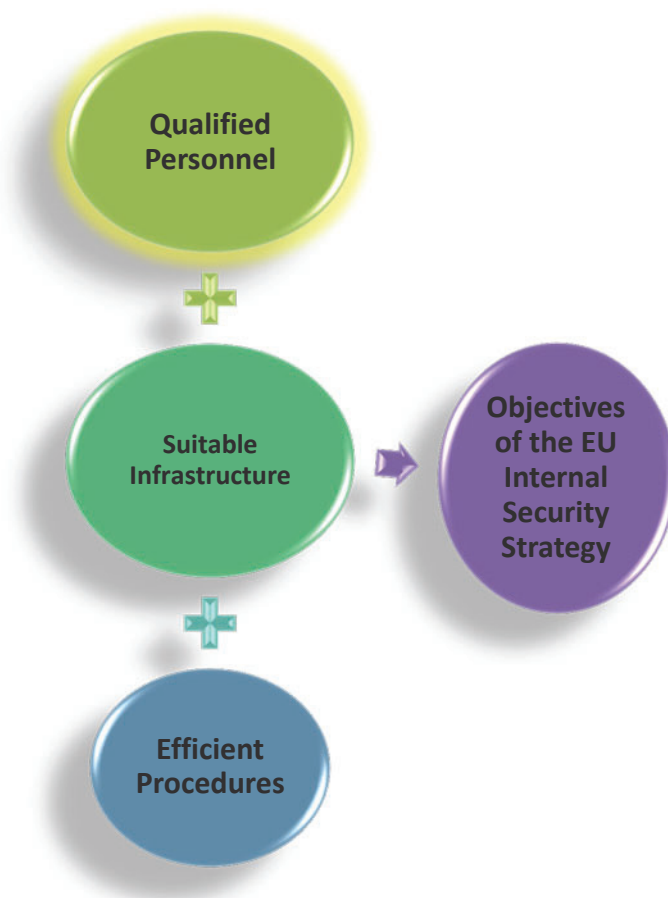 Qualified
Personnel
Suitable
Infrastructure
Objectives
of the EU
Internal
Security
Strategy
Efficient
Procedures